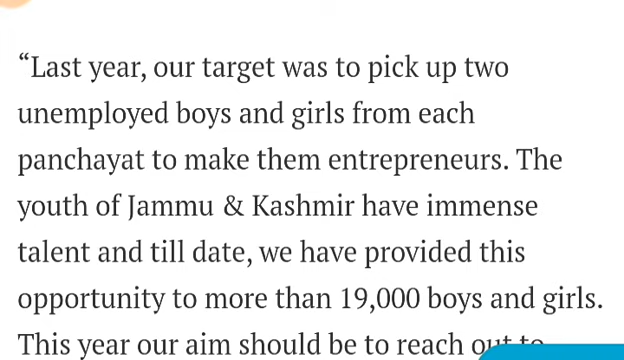 “Last year, our target was to pick up two
unemployed boys and girls from each
panchayat to make them entrepreneurs. The
youth of Jammu & Kashmir have immense
talent and till date, we have provided this
opportunity to more than 19,000 boys and girls.
This year our aim should be to reach out to